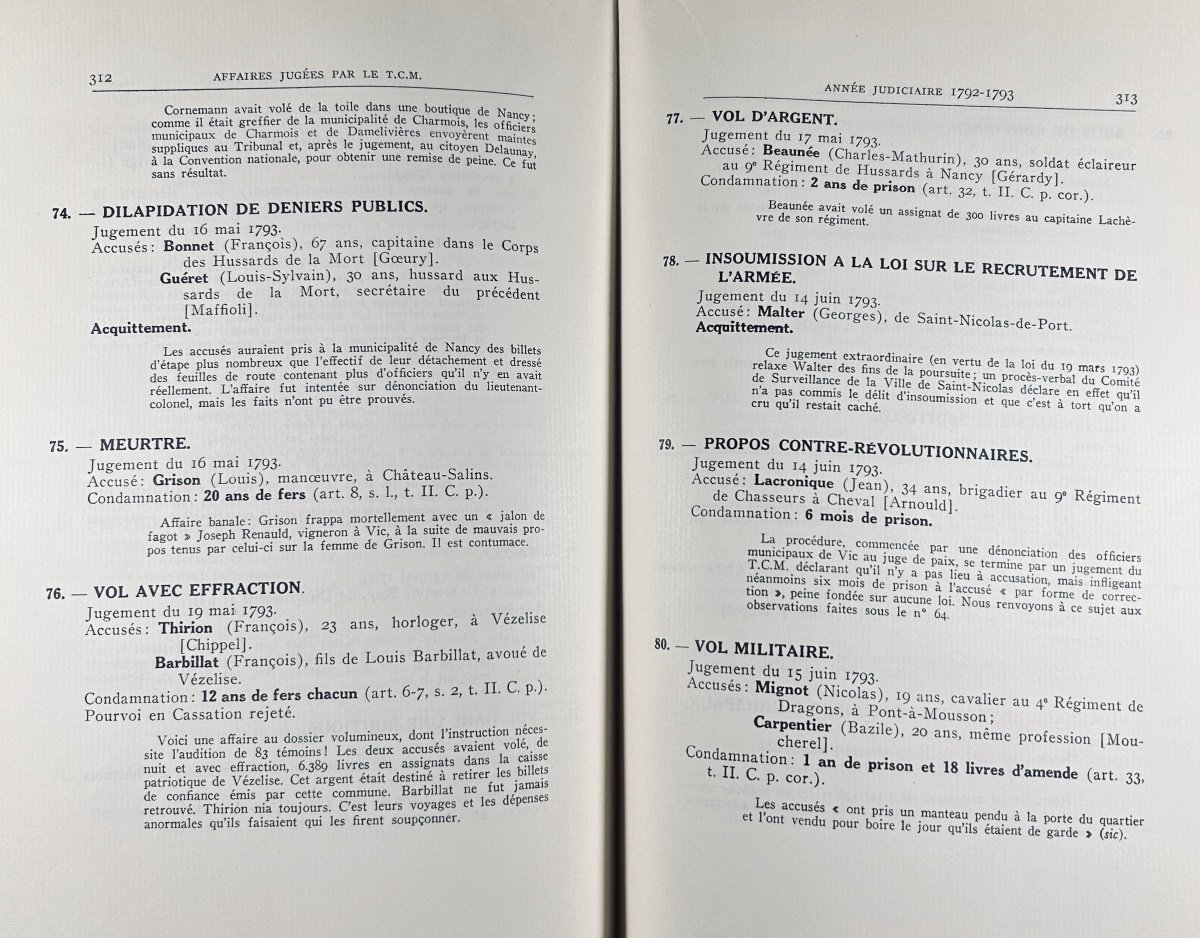 312
AFFAIRES JUGÉES PAR LE T.C.M.
Cornemann avait volé de la toile dans une boutique de Nancy ;
comme il était greffier de la municipalité de Charmois, les officiers
municipaux de Charmois et de Damelivières envoyèrent maintes
suppliques au Tribunal et, après le jugement, au citoyen Delaunay,
à la Convention nationale, pour obtenir une remise de peine. Ce fut
sans résultat.
74. — DILAPIDATION DE DENIERS PUBLICS.
Jugement du 16 mai 1793.
Accusés : Bonnet (François), 67 ans, capitaine dans le Corps
des Hussards de la Mort [Gœury].
Guéret (Louis-Sylvain), 30 ans, hussard aux Hus-
sards de la Mort, secrétaire du précédent
[Maffioli].
Acquittement.
Les accusés auraient pris à la municipalité de Nancy des billets
d'étape plus nombreux que l'effectif de leur détachement et dressé
des feuilles de route contenant plus d'officiers qu'il n'y en avait
réellement. L'affaire fut intentée sur dénonciation du lieutenant-
colonel, mais les faits n'ont pu être prouvés.
75. — MEURTRE.
Jugement du 16 mai 1793.
Accusé : Grison (Louis), manœuvre, à Château-Salins.
Condamnation : 20 ans de fers (art. 8, s. I., t. II. C. p.).
Affaire banale : Grison frappa mortellement avec un « jalon de
fagot » Joseph Renauld, vigneron à Vic, à la suite de mauvais pro-
pos tenus par celui-ci sur la femme de Grison. Il est contumace.
76. — VOL AVEC EFFRACTION.
Jugement du 19 mai 1793.
Accusés : Thirion (François), 23 ans, horloger, à Vézelise
[Chippel].
Barbillat (François), fils de Louis Barbillat, avoué de
Vézelise.
Condamnation : 12 ans de fers chacun (art. 6-7, s. 2, t. II. C. p.).
Pourvoi en Cassation rejeté.
Voici une affaire au dossier volumineux, dont l'instruction néces-
site l'audition de 83 témoins ! Les deux accusés avaient volé, de
nuit et avec effraction, 6.389 livres en assignats dans la caisse
patriotique de Vézelise. Cet argent était destiné à retirer les billets
de confiance émis par cette commune. Barbillat ne fut jamais
retrouvé. Thirion nia toujours. C'est leurs voyages et les dépenses
anormales qu'ils faisaient qui les firent soupçonner.
ANNÉE JUDICIAIRE 1792-1793
313
77. — VOL D'ARGENT.
Jugement du 17 mai 1793.
Accusé : Beaunée (Charles-Mathurin), 30 ans, soldat éclaireur
au 9e Régiment de Hussards à Nancy [Gérardy].
Condamnation : 2 ans de prison (art. 32, t. II. C. p. cor.).
Beaunée avait volé un assignat de 300 livres au capitaine Lachè-
vre de son régiment.
78. — INSOUMISSION A LA LOI SUR LE RECRUTEMENT DE
L'ARMÉE.
Jugement du 14 juin 1793.
Accusé : Malter (Georges), de Saint-Nicolas-de-Port.
Acquittement.
Ce jugement extraordinaire (en vertu de la loi du 19 mars 1793)
relaxe Walter des fins de la poursuite ; un procès-verbal du Comité
de Surveillance de la Ville de Saint-Nicolas déclare en effet qu'il
n'a pas commis le délit d'insoumission et que c'est à tort qu'on a
cru qu'il restait caché.
79. — PROPOS CONTRE-RÉVOLUTIONNAIRES.
Jugement du 14 juin 1793.
Accusé : Lacronique (Jean), 34 ans, brigadier au 9e Régiment
de Chasseurs à Cheval [Arnould].
Condamnation : 6 mois de prison.
La procédure, commencée par une dénonciation des officiers
municipaux de Vic au juge de paix, se termine par un jugement du
T.C.M. déclarant qu'il n'y a pas lieu à accusation, mais infligeant
néanmoins six mois de prison à l'accusé « par forme de correc-
tion », peine fondée sur aucune loi. Nous renvoyons à ce sujet aux
observations faites sous le n° 64.
80. — VOL MILITAIRE.
Jugement du 15 juin 1793.
Accusés : Mignot (Nicolas), 19 ans, cavalier au 4e Régiment de
Dragons, à Pont-à-Mousson ;
Carpentier (Bazile), 20 ans, même profession [Mou-
cherel].
Condamnation : 1 an de prison et 18 livres d'amende (art. 33,
t. II. C. p. cor.).
Les accusés « ont pris un manteau pendu à la porte du quartier
et l'ont vendu pour boire le jour qu'ils étaient de garde » (sic).